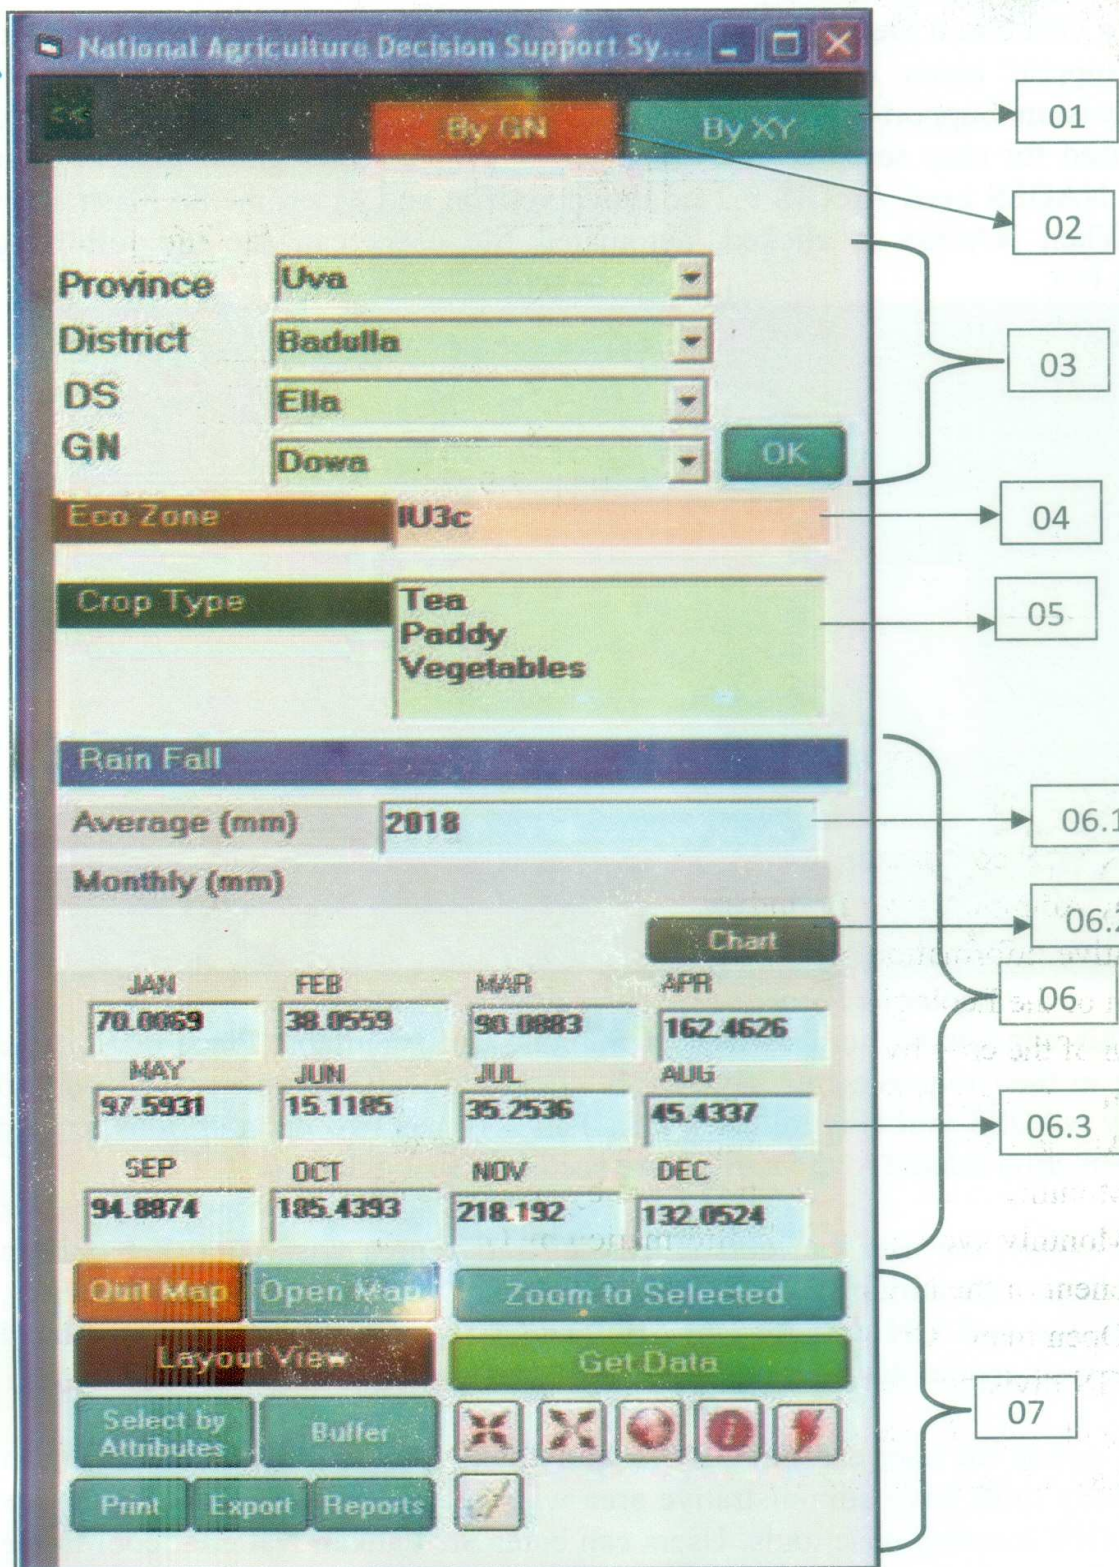 National Agriculture Decision Support Sy...
<<
By GN
By XY
01
02
Province
Uva
District
Badulla
DS
Ella
GN
Dowa
OK
03
Eco Zone
IU3c
04
Crop Type
Tea
Paddy
Vegetables
05
Rain Fall
Average (mm)
2018
06.1
Monthly (mm)
Chart
06.2
JAN FEB MAR APR
70.0069 38.0559 90.0883 162.4626
06
MAY JUN JUL AUG
97.5931 15.1185 35.2536 45.4337
06.3
SEP OCT NOV DEC
94.8874 185.4393 218.192 132.0524
Quit Map Open Map Zoom to Selected
Layout View Get Data
Select by
Attributes
Buffer
07
Print Export Reports